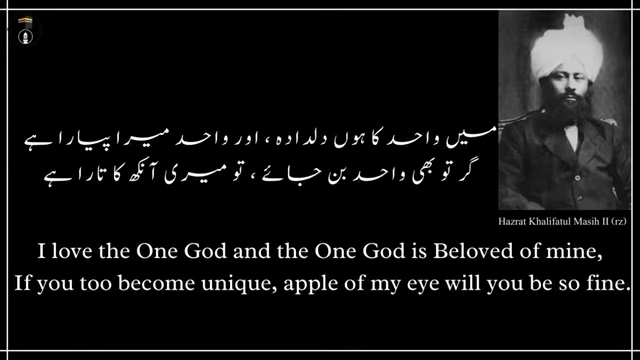 میں واحد کا ہوں دلدادہ ، اور واحد میرا پیارا ہے
گر تو بھی واحد بن جائے ، تو میری آنکھ کا تارا ہے
Hazrat Khalifatul Masih II (rz)
I love the One God and the One God is Beloved of mine,
If you too become unique, apple of my eye will you be so fine.